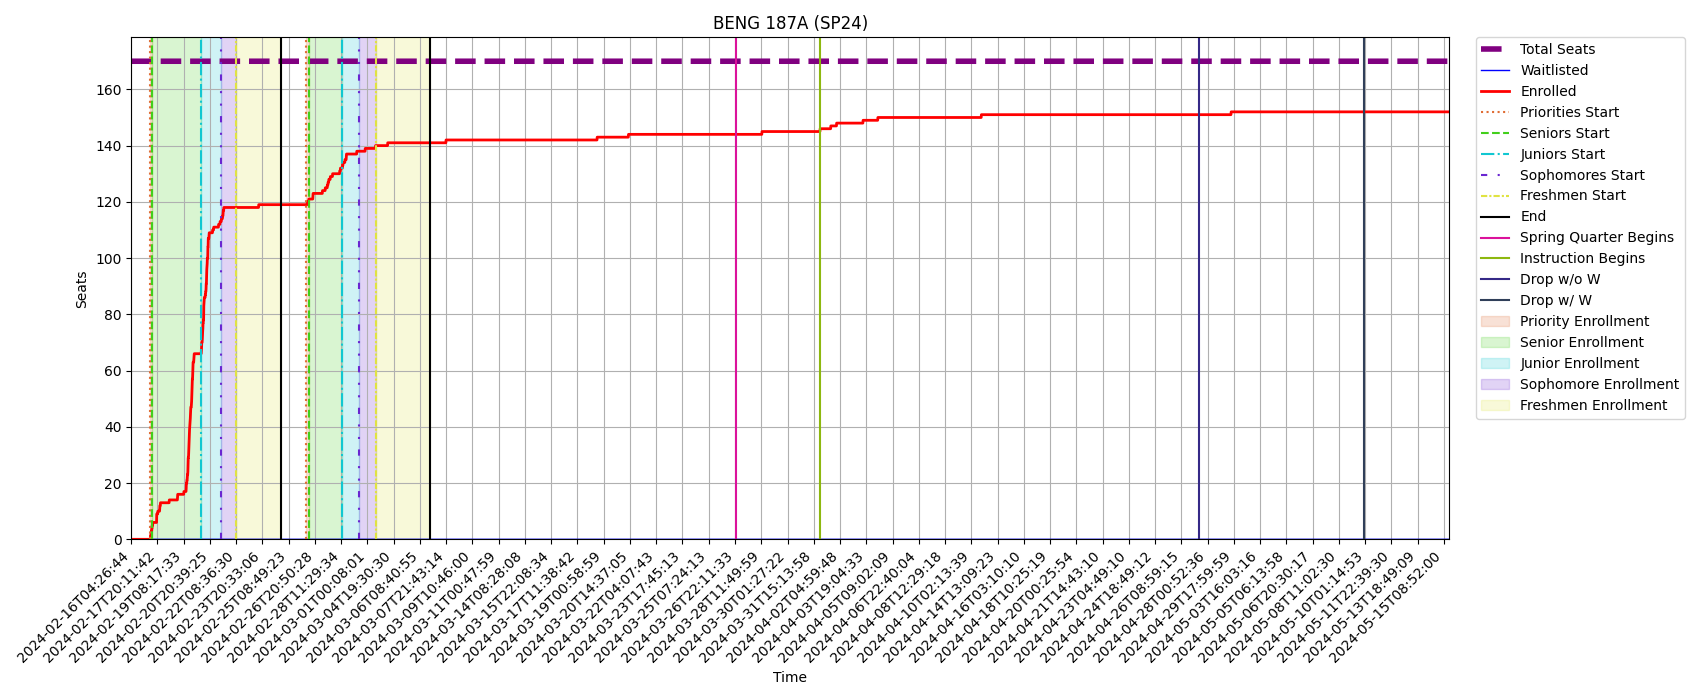 BENG 187A (SP24)
Seats
160
140
120
100
80
60
40
20
0
2024-02-16T04:26:44
2024-02-17T20:11:42
2024-02-19T08:17:33
2024-02-20T20:39:25
2024-02-22T08:36:30
2024-02-23T20:33:06
2024-02-25T08:49:23
2024-02-26T20:50:28
2024-02-28T11:29:34
2024-03-01T00:08:01
2024-03-04T19:30:30
2024-03-06T08:40:55
2024-03-07T21:43:14
2024-03-09T10:46:00
2024-03-11T00:47:59
2024-03-14T08:28:08
2024-03-15T22:08:34
2024-03-17T11:38:42
2024-03-19T00:58:59
2024-03-20T14:37:05
2024-03-22T04:07:43
2024-03-23T17:45:13
2024-03-25T07:24:13
2024-03-26T22:11:33
2024-03-28T11:49:59
2024-03-30T01:27:22
2024-03-31T15:13:58
2024-04-02T04:59:48
2024-04-03T19:04:33
2024-04-05T09:02:09
2024-04-06T22:40:04
2024-04-08T12:29:18
2024-04-10T02:13:39
2024-04-14T13:09:23
2024-04-16T03:10:10
2024-04-18T10:25:19
2024-04-20T00:25:54
2024-04-21T14:43:10
2024-04-23T04:49:10
2024-04-24T18:49:12
2024-04-26T08:59:15
2024-04-28T00:52:36
2024-04-29T17:59:59
2024-05-03T16:03:16
2024-05-05T06:13:58
2024-05-06T20:30:17
2024-05-08T11:02:30
2024-05-10T01:14:53
2024-05-11T22:39:30
2024-05-13T18:49:09
2024-05-15T08:52:00
Time
Total Seats
Waitlisted
Enrolled
Priorities Start
Seniors Start
Juniors Start
Sophomores Start
Freshmen Start
End
Spring Quarter Begins
Instruction Begins
Drop w/o W
Drop w/ W
Priority Enrollment
Senior Enrollment
Junior Enrollment
Sophomore Enrollment
Freshmen Enrollment